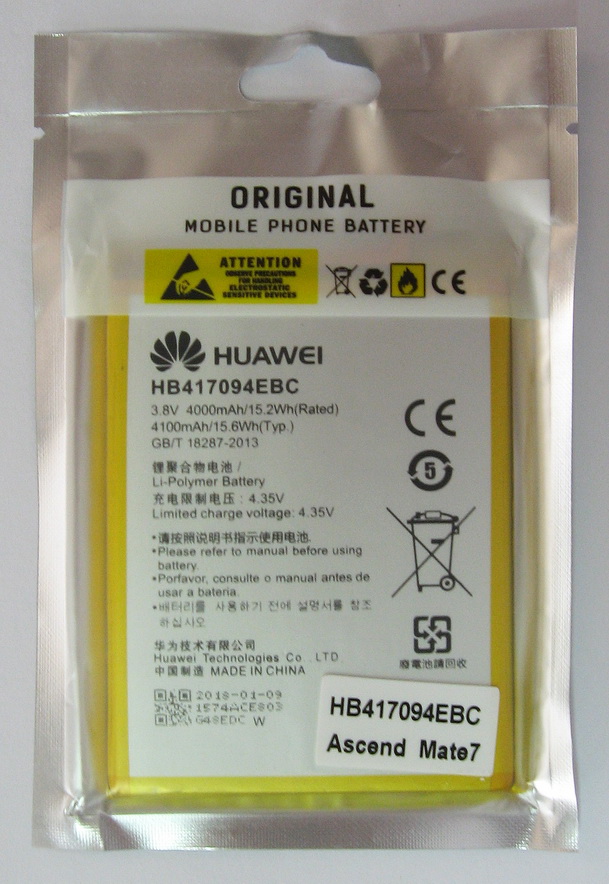 ORIGINAL
MOBILE PHONE BATTERY
ATTENTION
OBSERVE PRECAUTIONS
FOR HANDLING
ELECTROSTATIC
SENSITIVE DEVICES
CE
HUAWEI
HB417094EBC
3.8V 4000mAh/15.2Wh(Rated)
4100mAh/15.6Wh(Typ.)
GB/T 18287-2013
CE
5
锂聚合物电池 /
Li-Polymer Battery
充电限制电压: 4.35V
Limited charge voltage: 4.35V
•请按照说明书指示使用电池.
•Please refer to manual before using
battery.
•Porfavor, consulte o manual antes de
usar a bateria.
•배터리를 사용하기 전에 설명서를 참조
하십시오
廢電池請回收
华为技术有限公司
Huawei Technologies Co.,LTD
中国制造 MADE IN CHINA
2018-01-09
1574ACE803
G48EDC W
HB417094EBC
Ascend Mate7